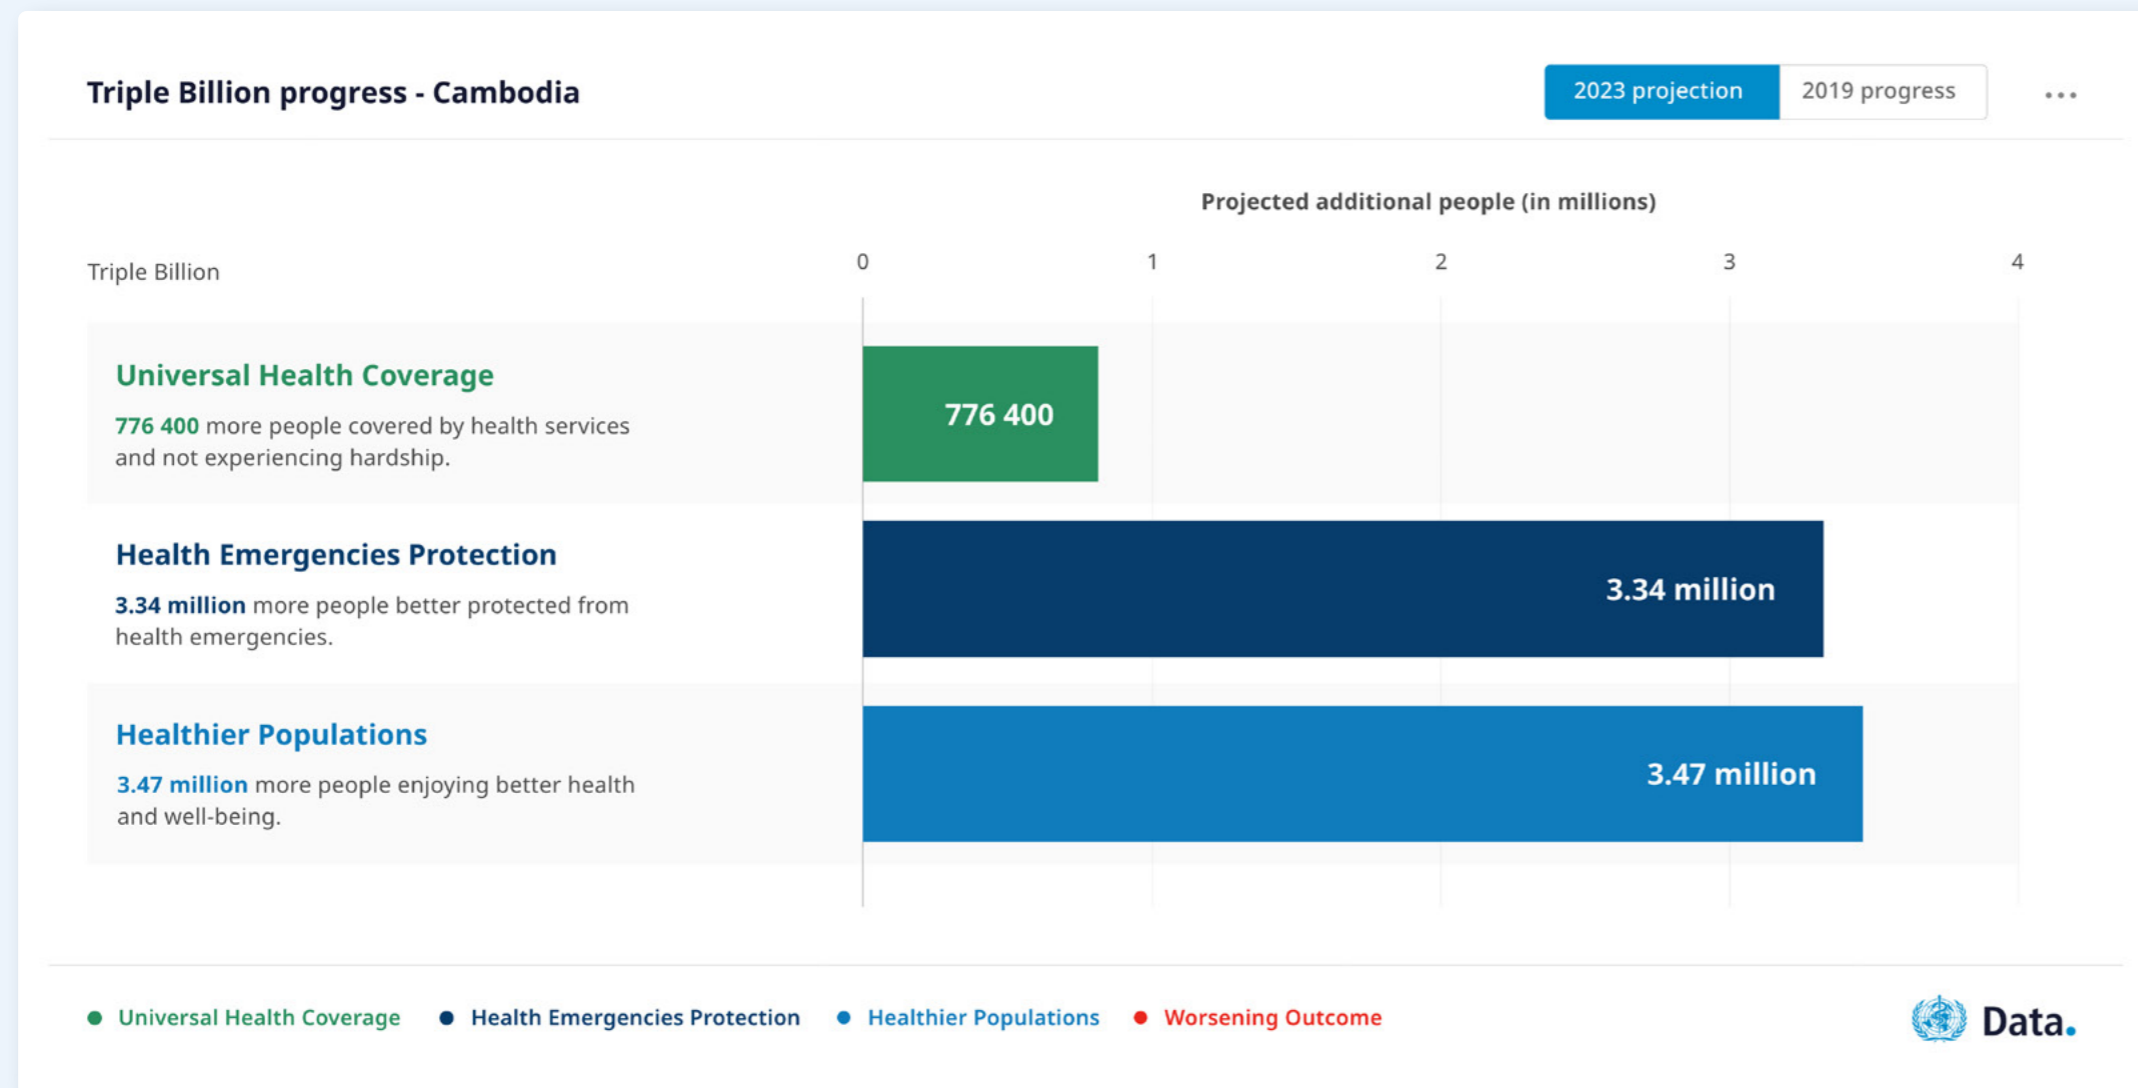 Triple Billion progress - Cambodia
2023 projection
2019 progress
Projected additional people (in millions)
Triple Billion
0 1 2 3 4
Universal Health Coverage
776 400 more people covered by health services
and not experiencing hardship.
776 400
Health Emergencies Protection
3.34 million more people better protected from
health emergencies.
3.34 million
Healthier Populations
3.47 million more people enjoying better health
and well-being.
3.47 million
Universal Health Coverage
Health Emergencies Protection
Healthier Populations
Worsening Outcome
Data.